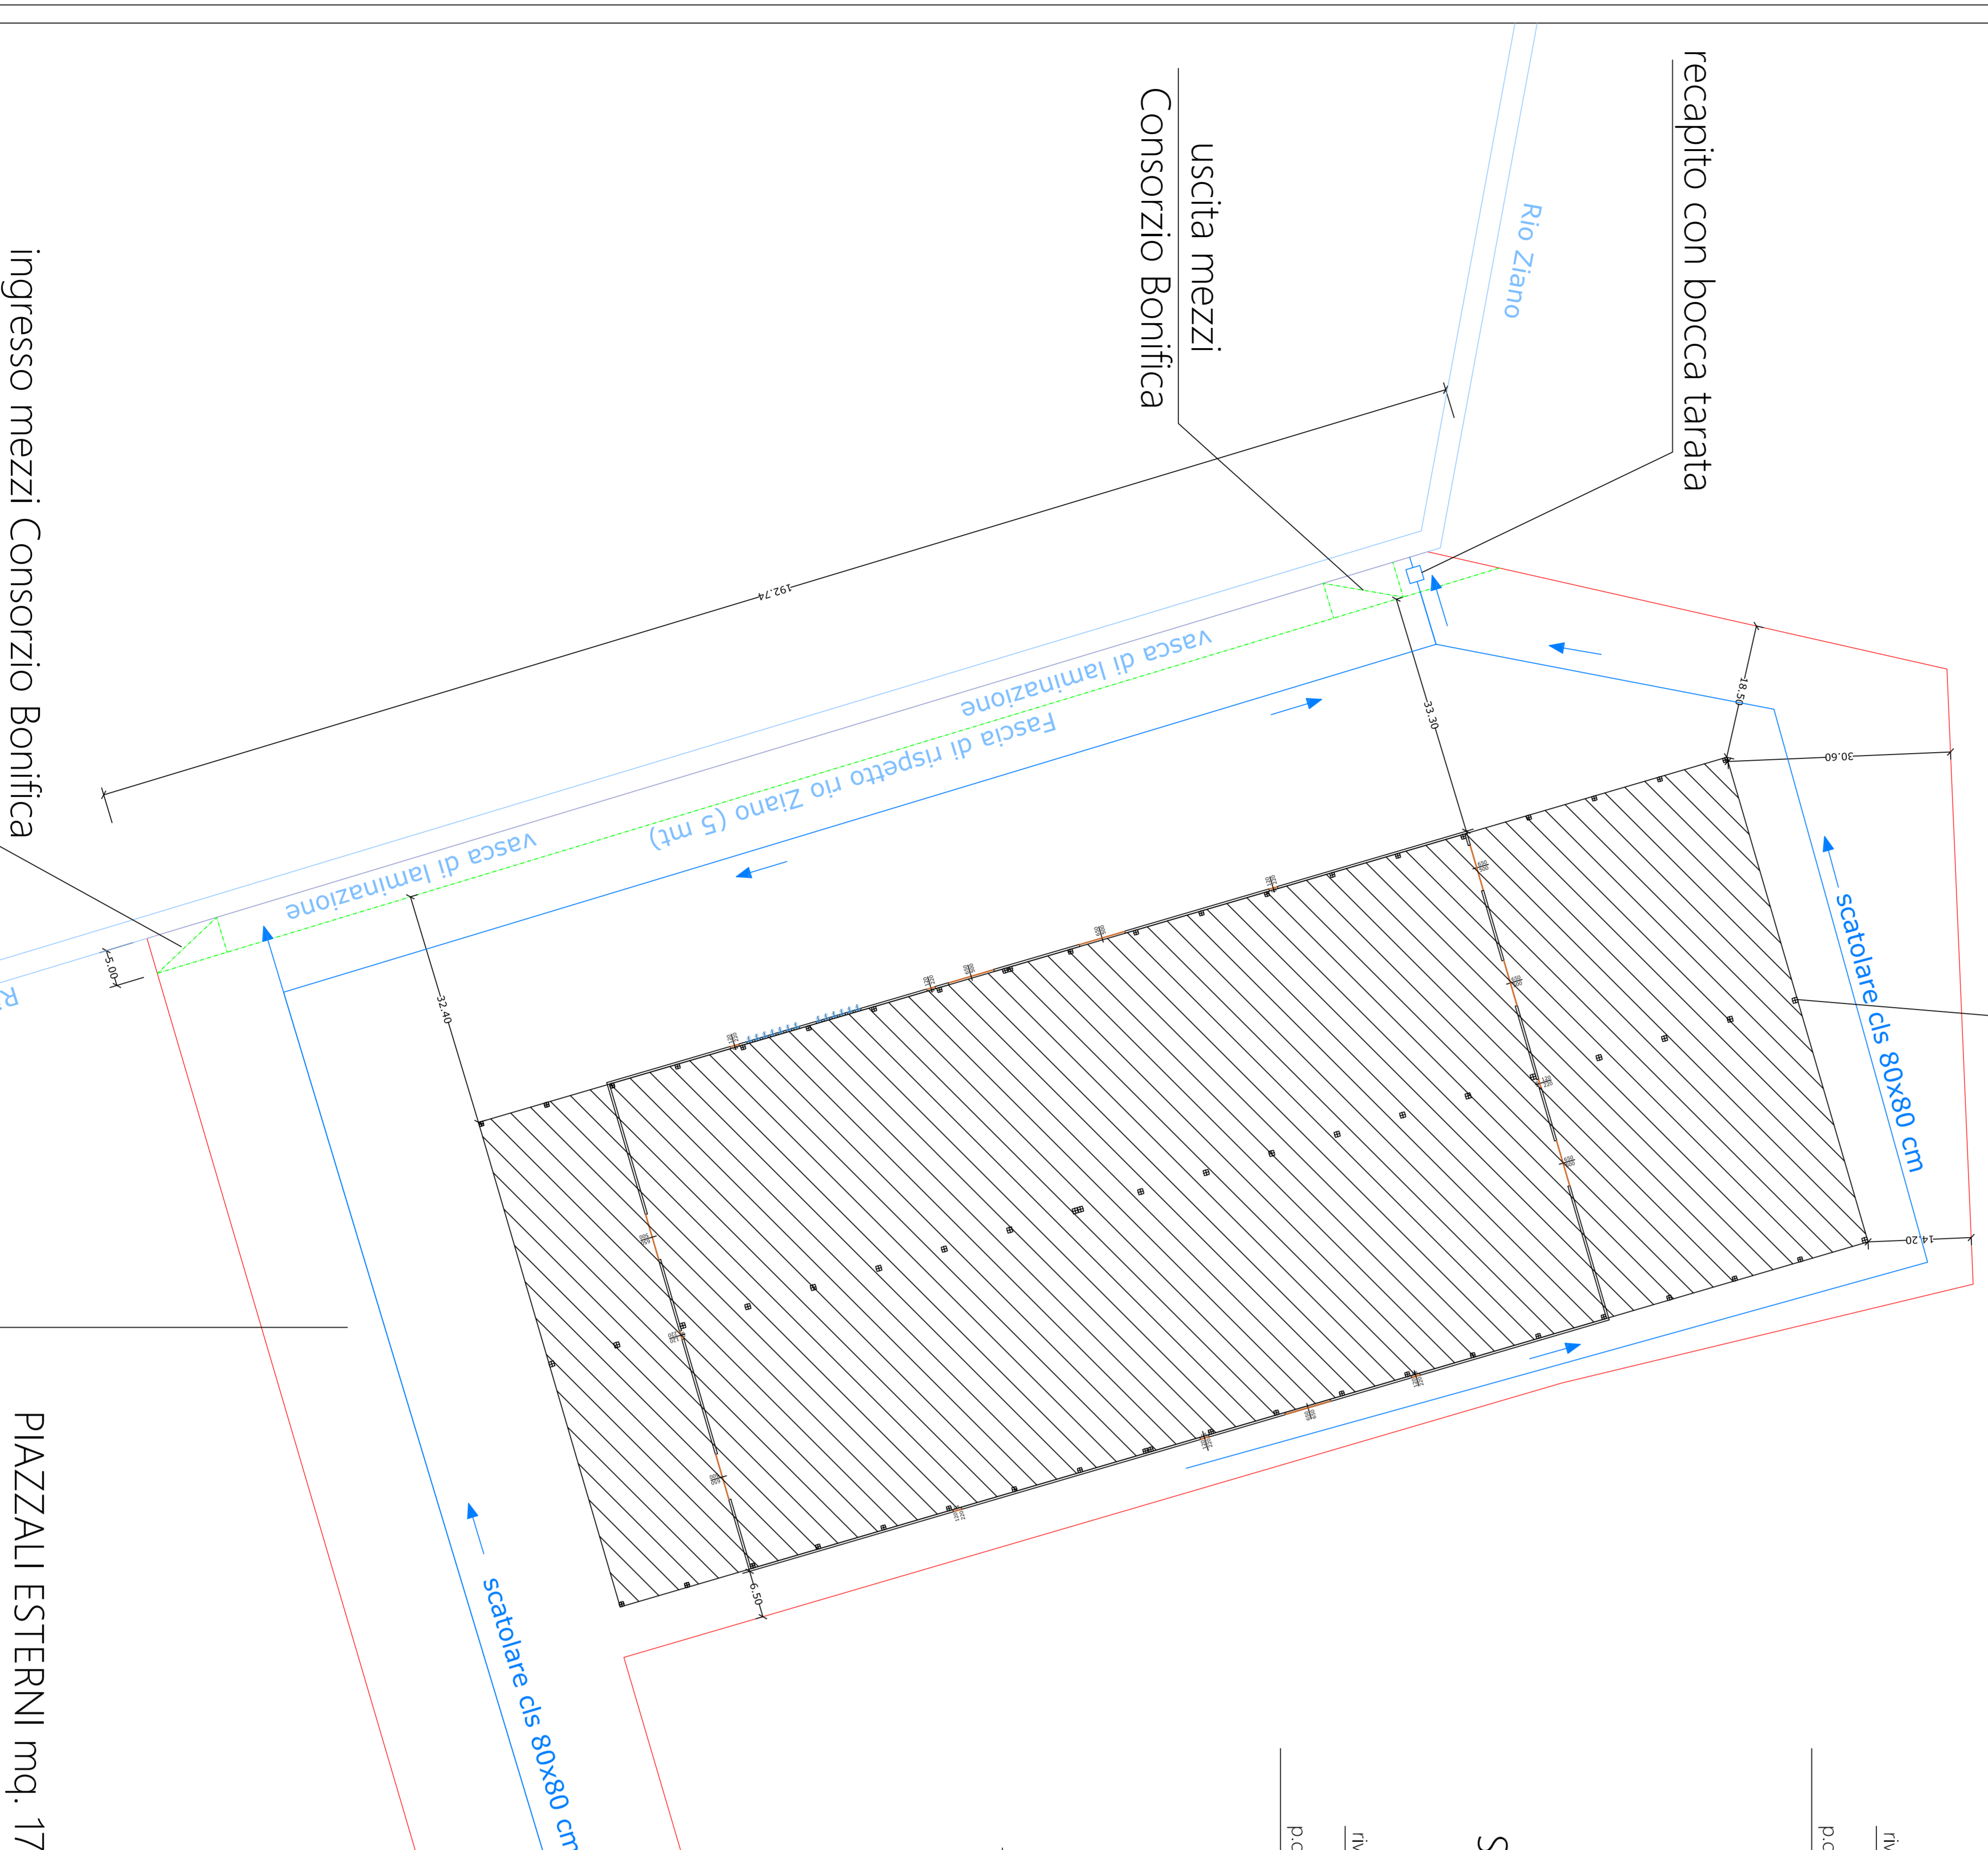 recapito con bocca tarata
uscita mezzi
Consorzio Bonifica
Rio Ziano
ingresso mezzi Consorzio Bonifica
192.74
vasca di laminazione
Fascia di rispetto rio Ziano (5 mt)
vasca di laminazione
33.30
18.50
30.60
scatolare cls 80x80 cm
14.20
5.00
32.40
6.50
scatolare cls 80x80 cm
PIAZZALI ESTERNI mq. 17
S
p.c
riv
p.c
riv